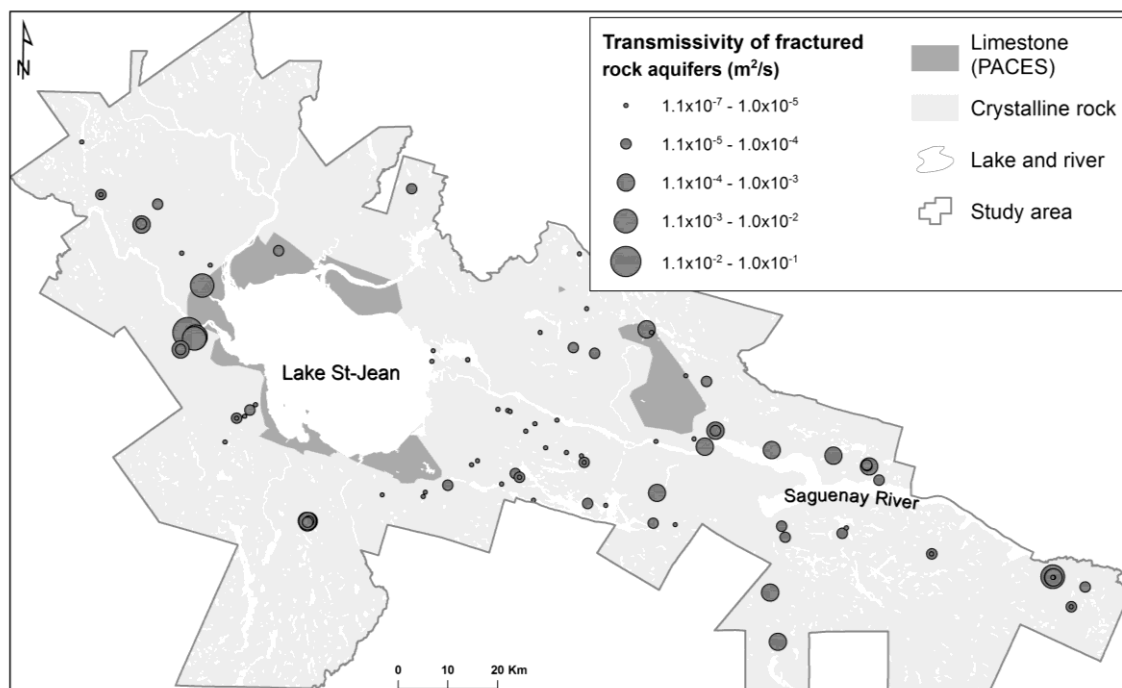 N
Transmissivity of fractured
rock aquifers (m²/s)
1.1x10⁻⁷ - 1.0x10⁻⁵
1.1x10⁻⁵ - 1.0x10⁻⁴
1.1x10⁻⁴ - 1.0x10⁻³
1.1x10⁻³ - 1.0x10⁻²
1.1x10⁻² - 1.0x10⁻¹
Limestone
(PACES)
Crystalline rock
Lake and river
Study area
Lake St-Jean
Saguenay River
0 10 20 Km